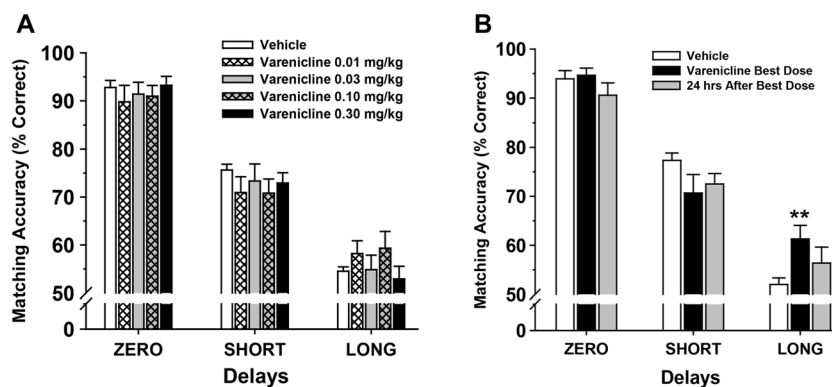 A
Matching Accuracy (% Correct)
100
90
80
70
60
50
0
Vehicle
Varenicline 0.01 mg/kg
Varenicline 0.03 mg/kg
Varenicline 0.10 mg/kg
Varenicline 0.30 mg/kg
ZERO SHORT LONG
Delays
B
Matching Accuracy (% Correct)
100
90
80
70
60
50
0
Vehicle
Varenicline Best Dose
24 hrs After Best Dose
**
ZERO SHORT LONG
Delays